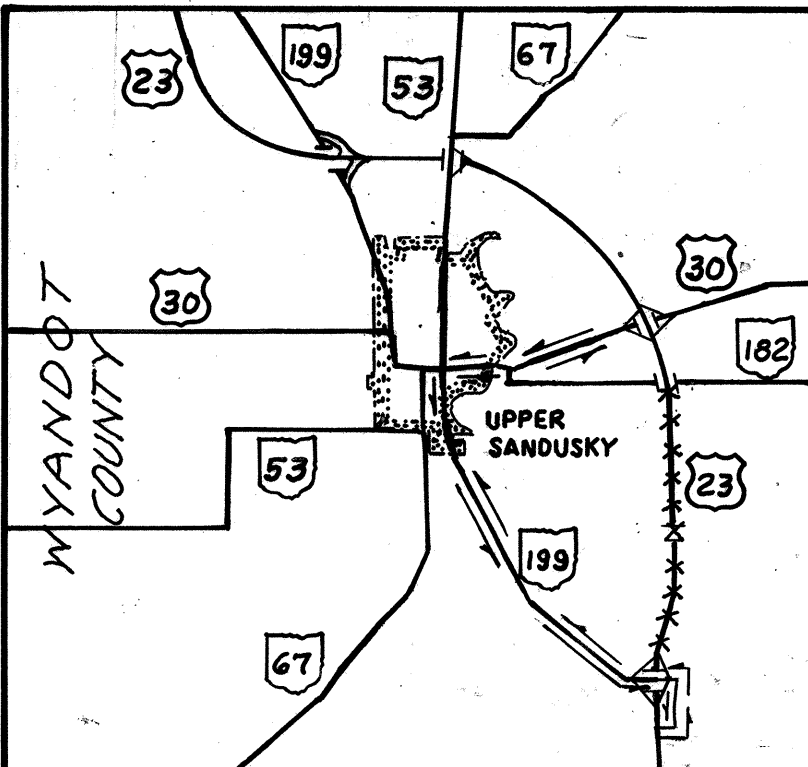 199
53
67
23
30
30
182
WYANDOT
COUNTY
UPPER
SANDUSKY
53
23
199
67